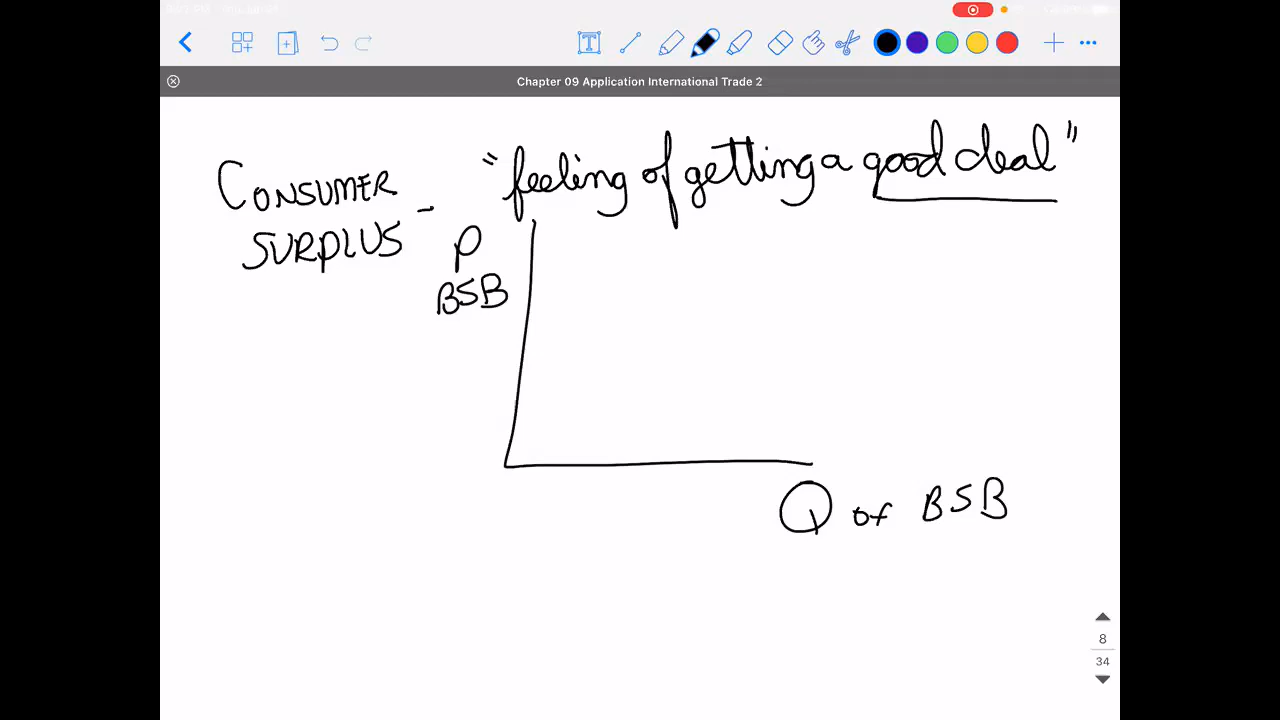 Chapter 09 Application International Trade 2
CONSUMER
SURPLUS -
"feeling of getting a good deal"
P
BSB
Q of BSB
8
34